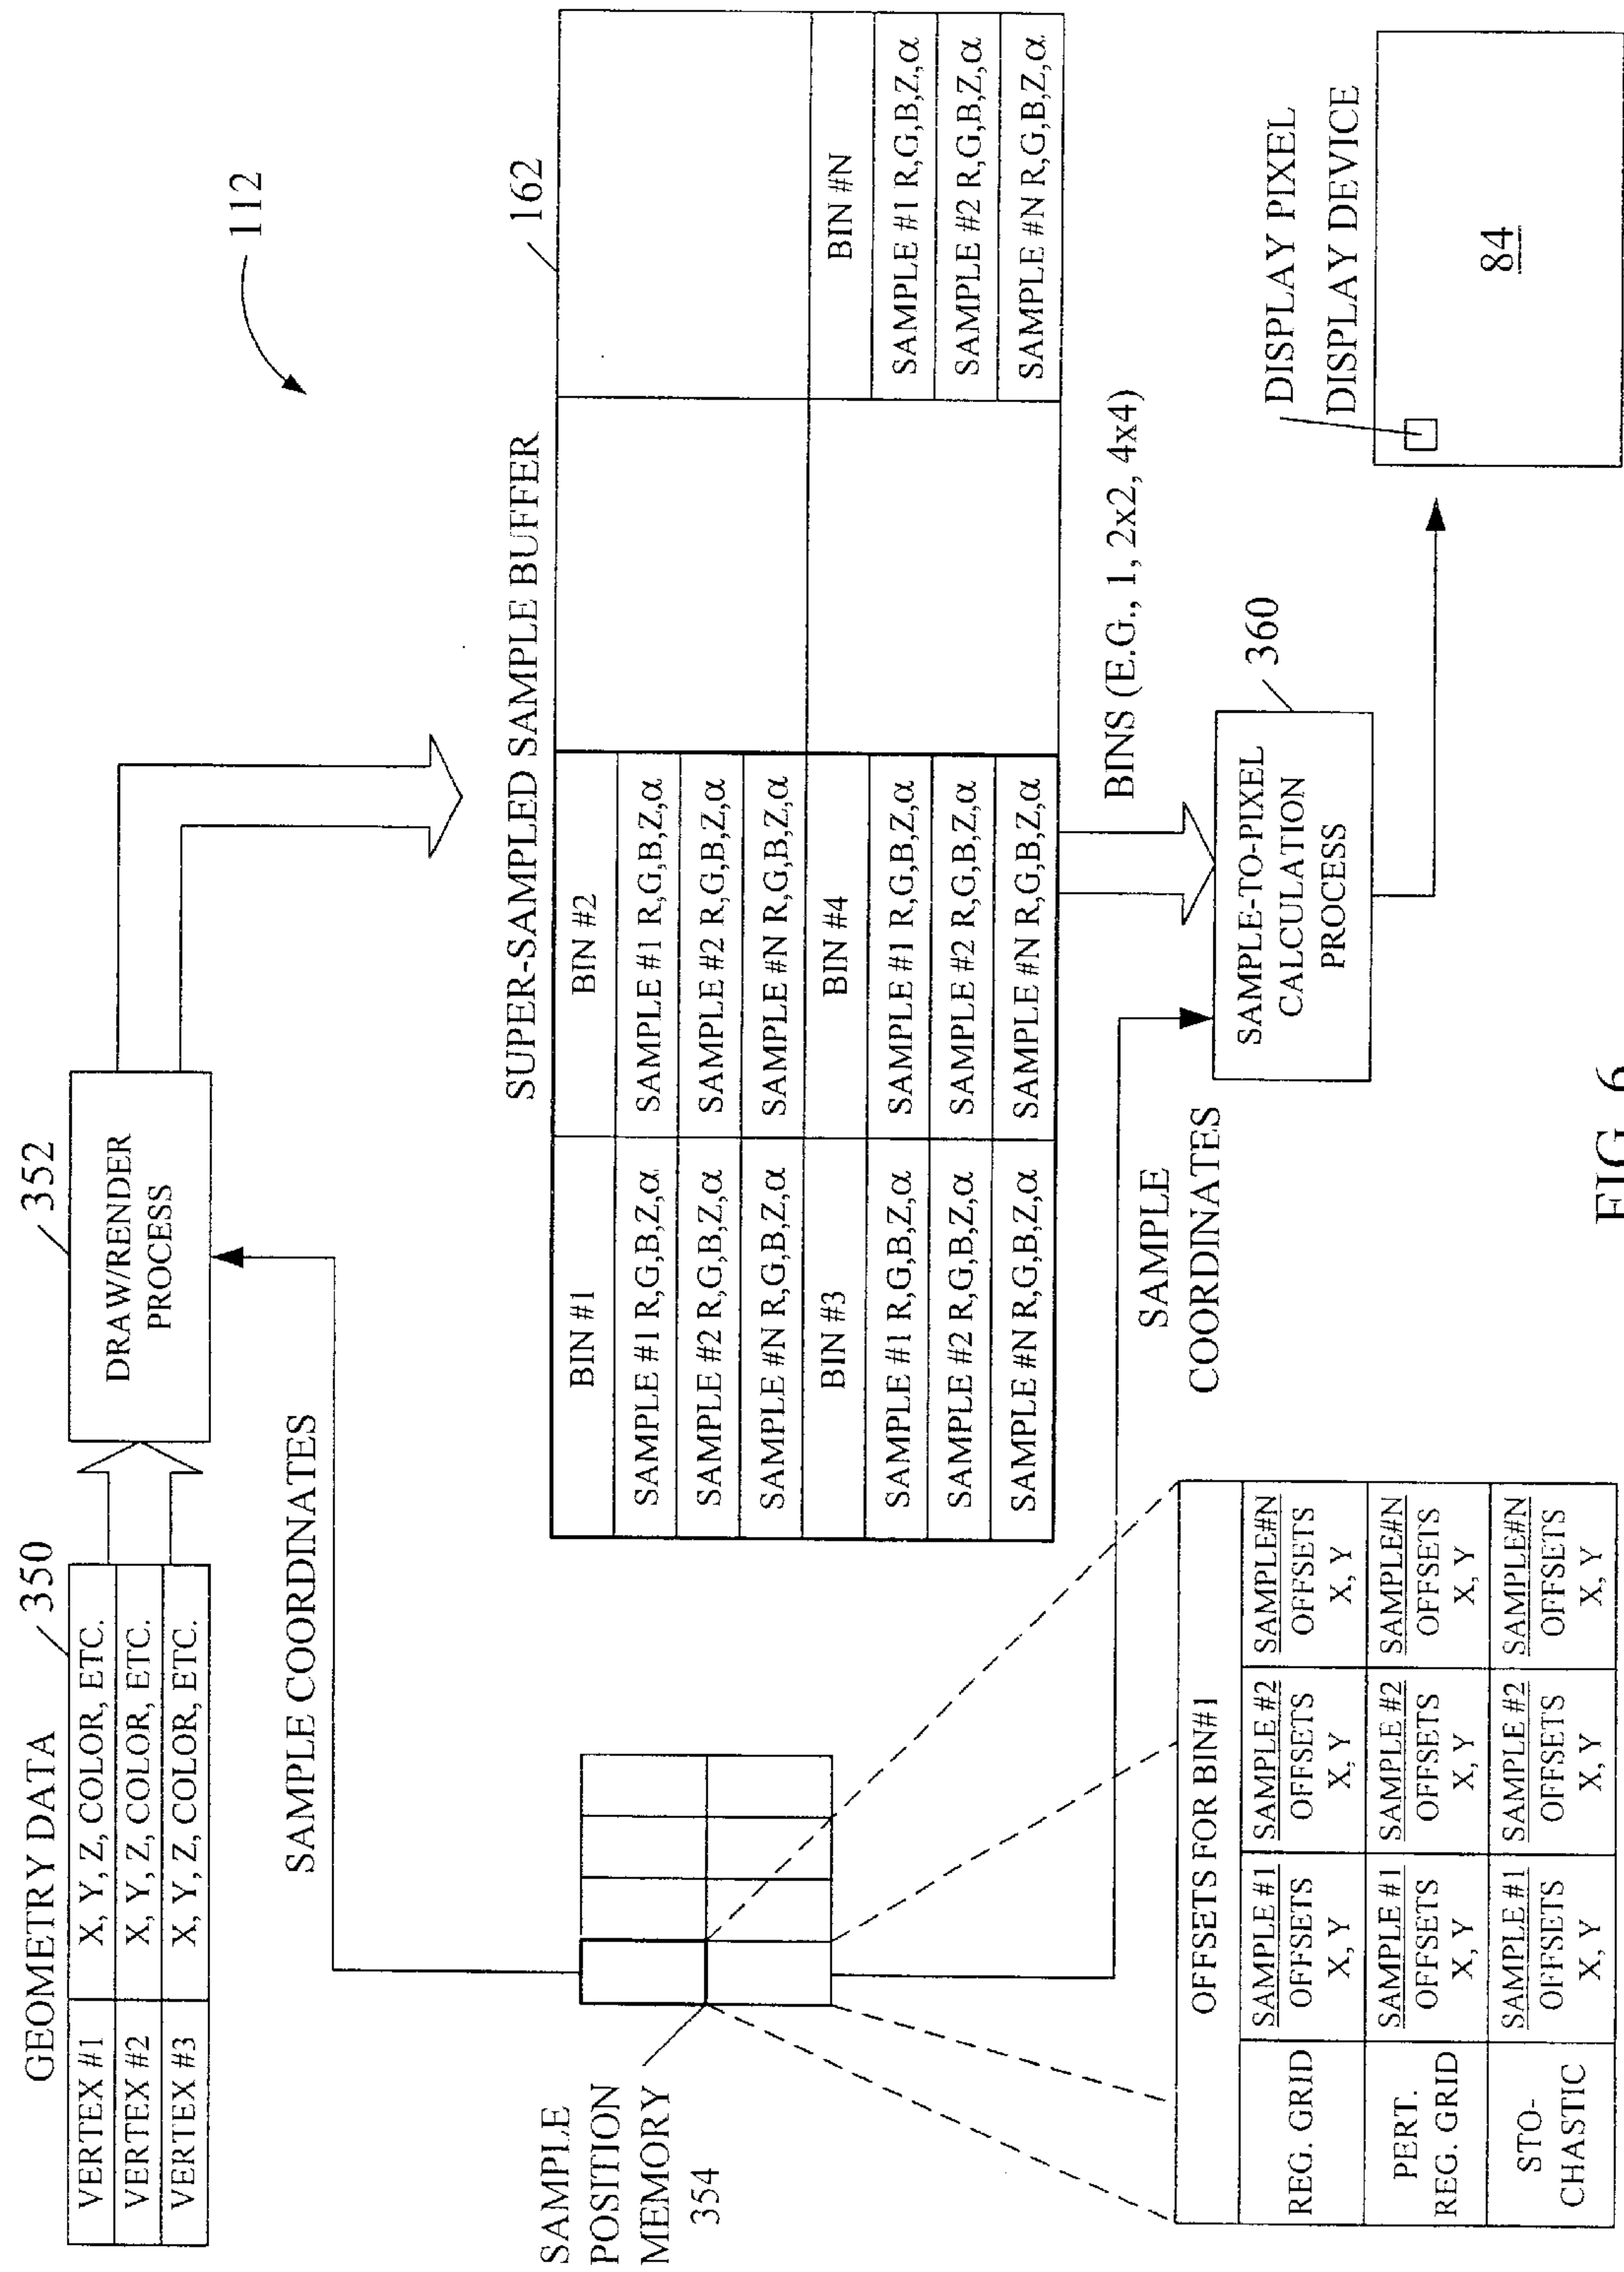 112
GEOMETRY DATA
350
VERTEX #1 X, Y, Z, COLOR, ETC.
VERTEX #2 X, Y, Z, COLOR, ETC.
VERTEX #3 X, Y, Z, COLOR, ETC.
352
DRAW/RENDER
PROCESS
SAMPLE COORDINATES
SUPER-SAMPLED SAMPLE BUFFER
162
BIN #1
SAMPLE #1 R,G,B,Z,α
SAMPLE #2 R,G,B,Z,α
SAMPLE #N R,G,B,Z,α
BIN #2
SAMPLE #1 R,G,B,Z,α
SAMPLE #2 R,G,B,Z,α
SAMPLE #N R,G,B,Z,α
BIN #3
SAMPLE #1 R,G,B,Z,α
SAMPLE #2 R,G,B,Z,α
SAMPLE #N R,G,B,Z,α
BIN #4
SAMPLE #1 R,G,B,Z,α
SAMPLE #2 R,G,B,Z,α
SAMPLE #N R,G,B,Z,α
BIN #N
SAMPLE #1 R,G,B,Z,α
SAMPLE #2 R,G,B,Z,α
SAMPLE #N R,G,B,Z,α
SAMPLE
POSITION
MEMORY
354
SAMPLE
COORDINATES
BINS (E.G., 1, 2x2, 4x4)
360
SAMPLE-TO-PIXEL
CALCULATION
PROCESS
DISPLAY PIXEL
DISPLAY DEVICE
84
OFFSETS FOR BIN#1
REG. GRID
SAMPLE #1
OFFSETS
X, Y
SAMPLE #2
OFFSETS
X, Y
SAMPLE#N
OFFSETS
X, Y
PERT.
REG. GRID
SAMPLE #1
OFFSETS
X, Y
SAMPLE #2
OFFSETS
X, Y
SAMPLE#N
OFFSETS
X, Y
STO-
CHASTIC
SAMPLE #1
OFFSETS
X, Y
SAMPLE #2
OFFSETS
X, Y
SAMPLE#N
OFFSETS
X, Y
FIG. 6